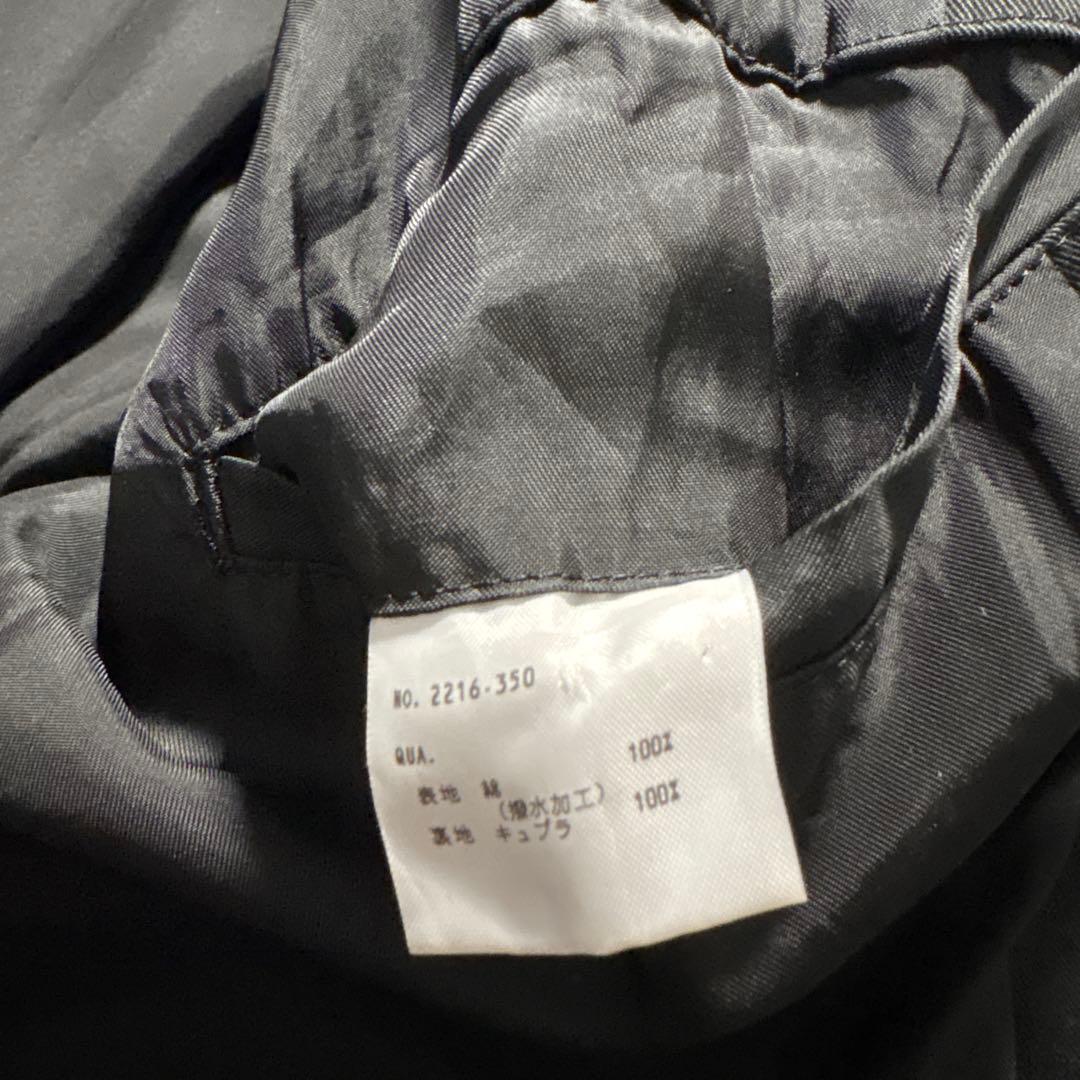 NO. 2216-350
QUA.
表地 綿 100%
(撥水加工)
裏地 キュプラ 100%